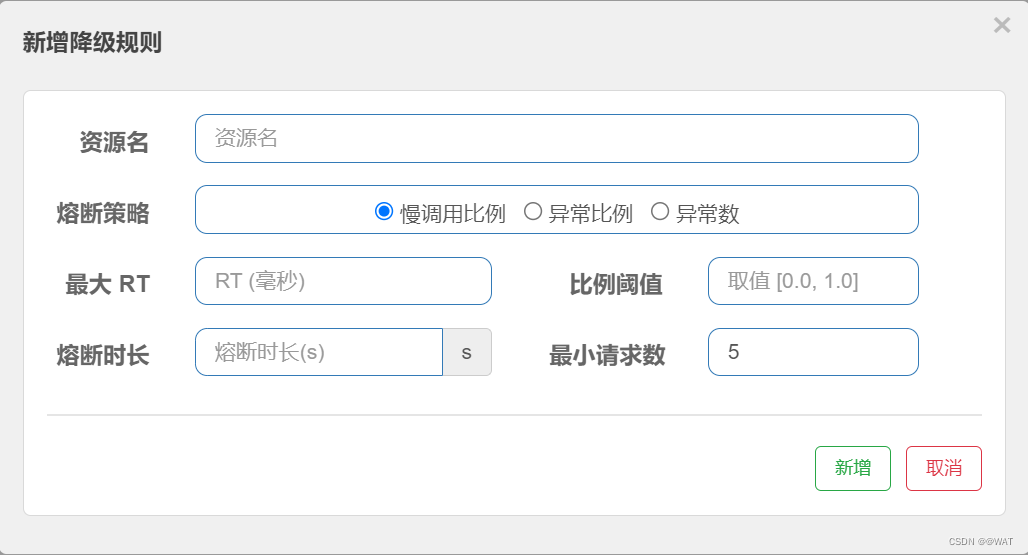 新增降级规则 ×
资源名 资源名
熔断策略 慢调用比例 异常比例 异常数
最大 RT RT (毫秒) 比例阈值 取值 [0.0, 1.0]
熔断时长 熔断时长(s) s 最小请求数 5
新增 取消
CSDN @@WAT